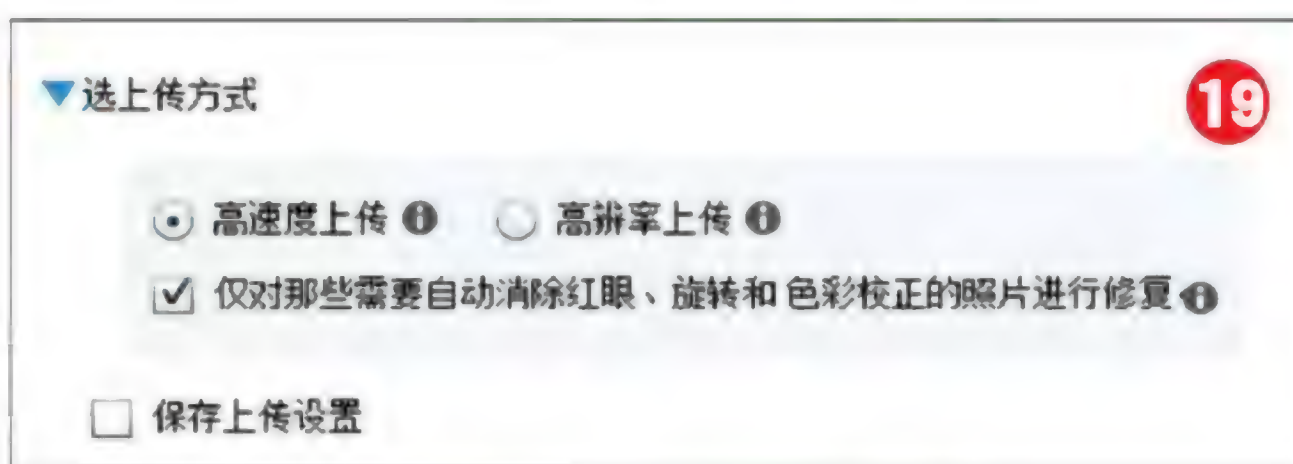 选上传方式
19
高速度上传 高辨率上传
仅对那些需要自动消除红眼、旋转和色彩校正的照片进行修复
保存上传设置